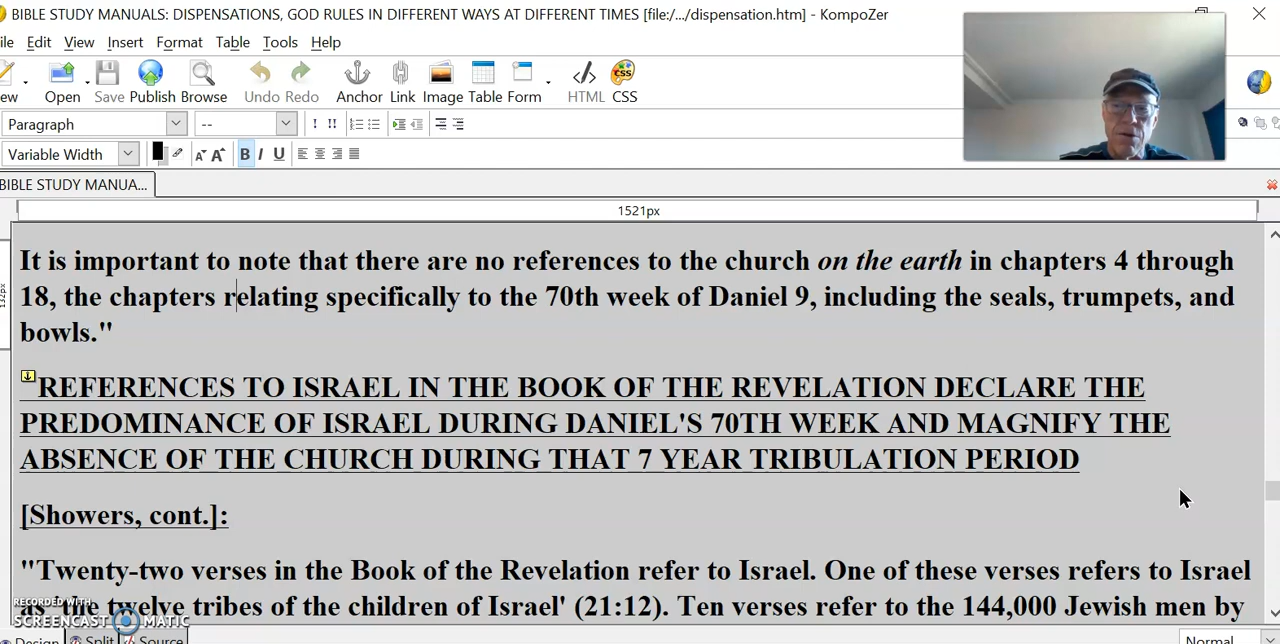 BIBLE STUDY MANUALS: DISPENSATIONS, GOD RULES IN DIFFERENT WAYS AT DIFFERENT TIMES [file:/.../dispensation.htm] - KompoZer
ile Edit View Insert Format Table Tools Help
ew Open Save Publish Browse Undo Redo Anchor Link Image Table Form HTML CSS
Paragraph --
Variable Width B I U
BIBLE STUDY MANUA...
1521px
It is important to note that there are no references to the church on the earth in chapters 4 through
18, the chapters relating specifically to the 70th week of Daniel 9, including the seals, trumpets, and
bowls."
REFERENCES TO ISRAEL IN THE BOOK OF THE REVELATION DECLARE THE
PREDOMINANCE OF ISRAEL DURING DANIEL'S 70TH WEEK AND MAGNIFY THE
ABSENCE OF THE CHURCH DURING THAT 7 YEAR TRIBULATION PERIOD
[Showers, cont.]:
"Twenty-two verses in the Book of the Revelation refer to Israel. One of these verses refers to Israel
as 'the twelve tribes of the children of Israel' (21:12). Ten verses refer to the 144,000 Jewish men by
RECORDED WITH
SCREENCAST MATIC
Design Split Source
Normal